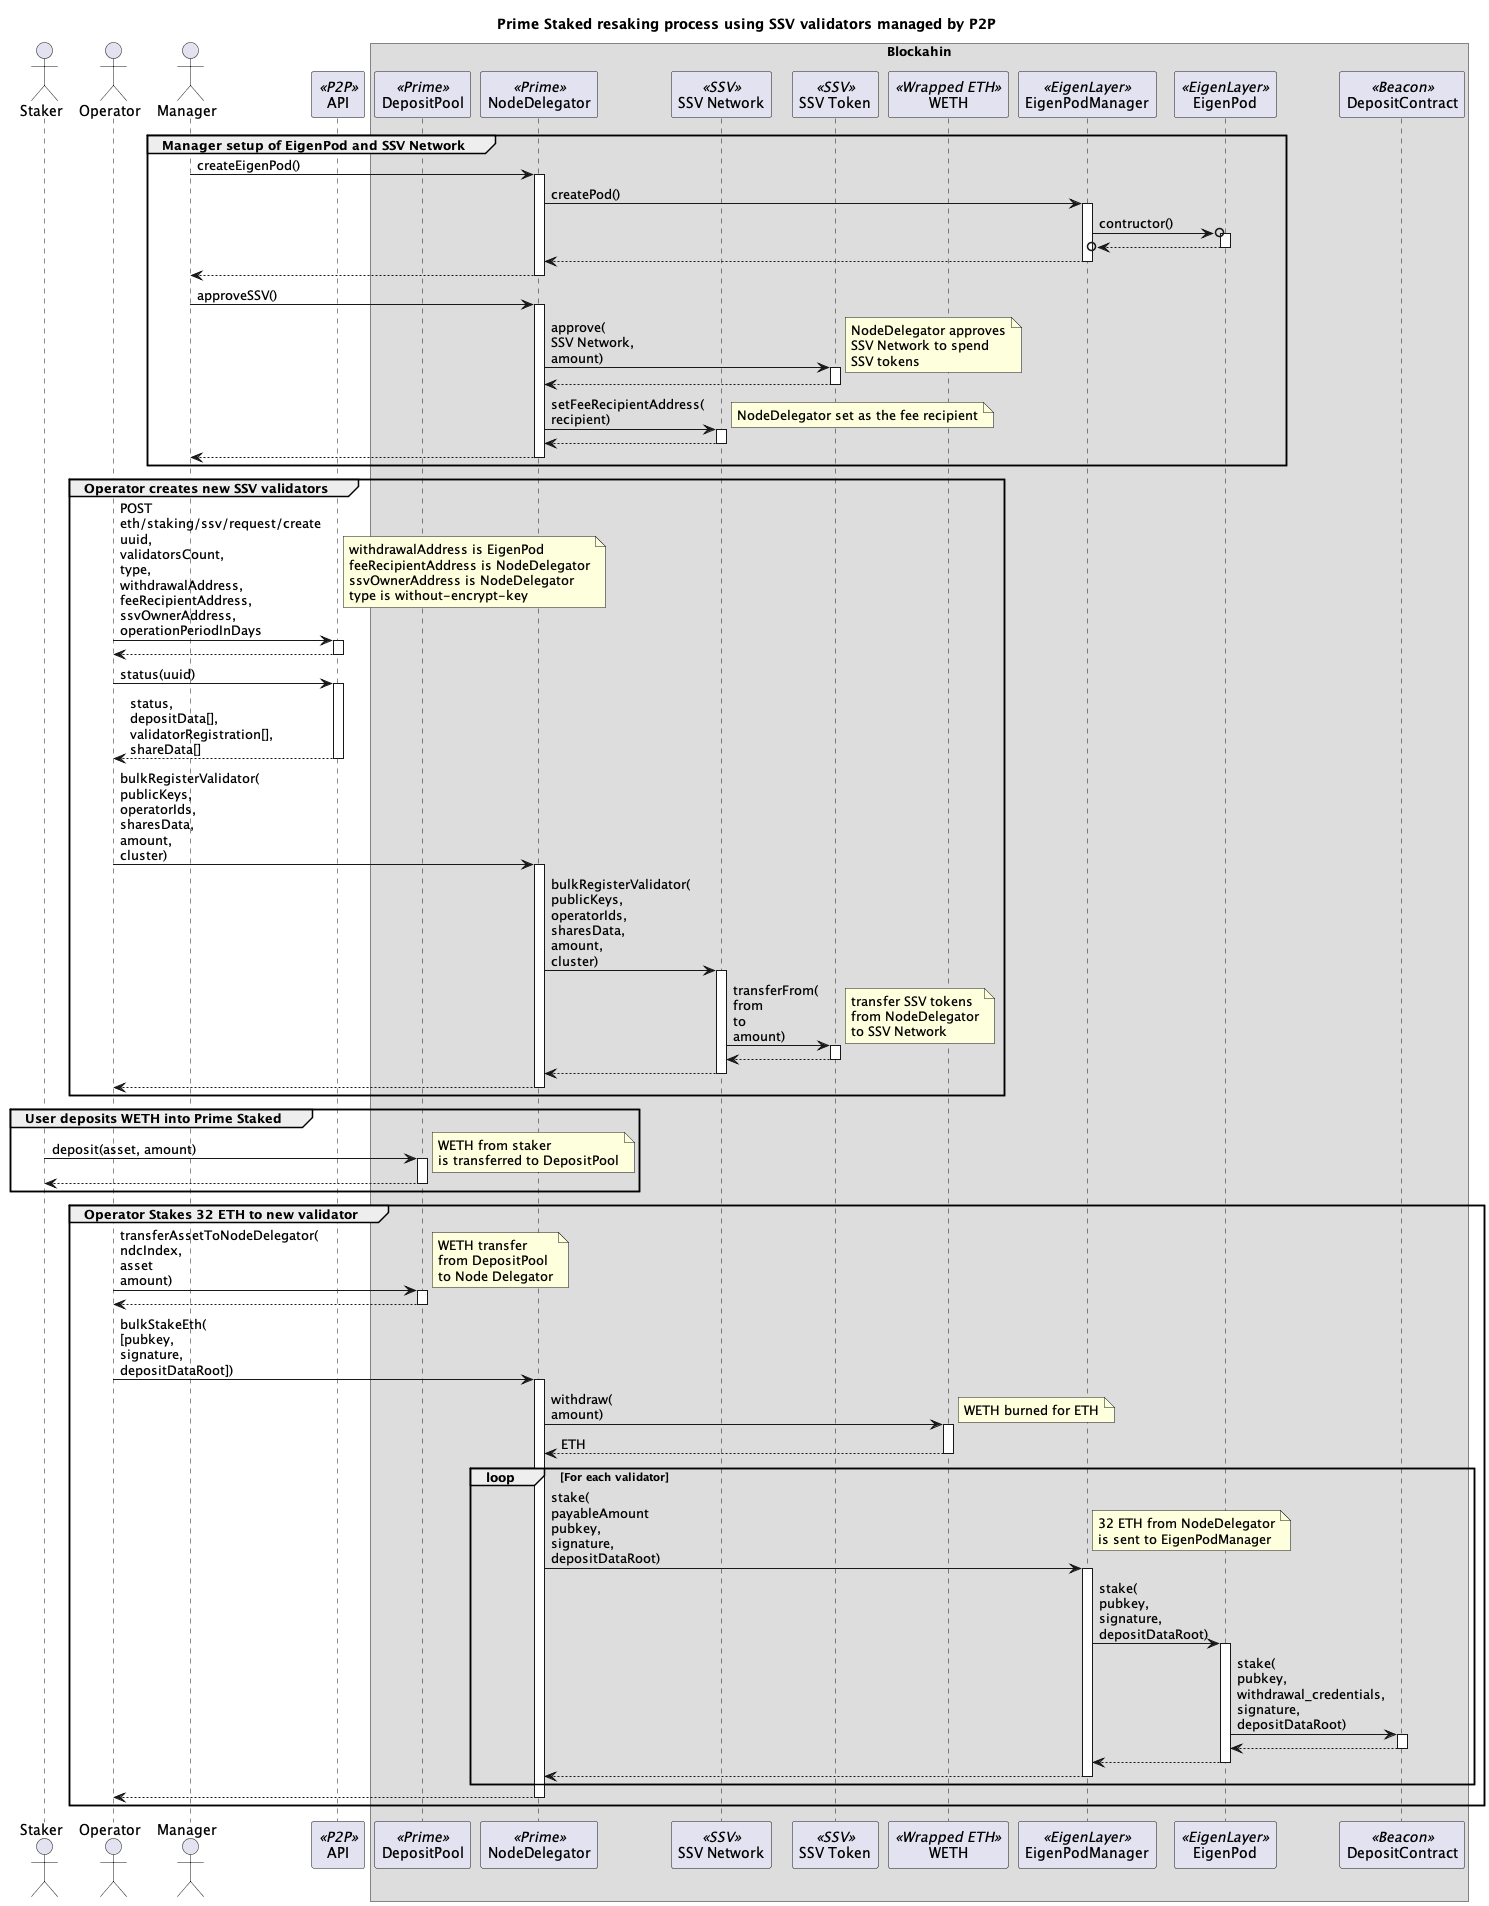 Prime Staked resaking process using SSV validators managed by P2P
Blockahin
Staker
Operator
Manager
«P2P»
API
«Prime»
DepositPool
«Prime»
NodeDelegator
«SSV»
SSV Network
«SSV»
SSV Token
«Wrapped ETH»
WETH
«EigenLayer»
EigenPodManager
«EigenLayer»
EigenPod
«Beacon»
DepositContract
Manager setup of EigenPod and SSV Network
createEigenPod()
createPod()
contructor()
approveSSV()
approve(
SSV Network,
amount)
NodeDelegator approves
SSV Network to spend
SSV tokens
setFeeRecipientAddress(
recipient)
NodeDelegator set as the fee recipient
Operator creates new SSV validators
POST
eth/staking/ssv/request/create
uuid,
validatorsCount,
type,
withdrawalAddress,
feeRecipientAddress,
ssvOwnerAddress,
operationPeriodInDays
withdrawalAddress is EigenPod
feeRecipientAddress is NodeDelegator
ssvOwnerAddress is NodeDelegator
type is without-encrypt-key
status(uuid)
status,
depositData[],
validatorRegistration[],
shareData[]
bulkRegisterValidator(
publicKeys,
operatorIds,
sharesData,
amount,
cluster)
bulkRegisterValidator(
publicKeys,
operatorIds,
sharesData,
amount,
cluster)
transferFrom(
from
to
amount)
transfer SSV tokens
from NodeDelegator
to SSV Network
User deposits WETH into Prime Staked
deposit(asset, amount)
WETH from staker
is transferred to DepositPool
Operator Stakes 32 ETH to new validator
transferAssetToNodeDelegator(
ndcIndex,
asset
amount)
WETH transfer
from DepositPool
to Node Delegator
bulkStakeEth(
[pubkey,
signature,
depositDataRoot])
withdraw(
amount)
WETH burned for ETH
ETH
loop
[For each validator]
stake(
payableAmount
pubkey,
signature,
depositDataRoot)
32 ETH from NodeDelegator
is sent to EigenPodManager
stake(
pubkey,
signature,
depositDataRoot)
stake(
pubkey,
withdrawal_credentials,
signature,
depositDataRoot)
Staker
Operator
Manager
«P2P»
API
«Prime»
DepositPool
«Prime»
NodeDelegator
«SSV»
SSV Network
«SSV»
SSV Token
«Wrapped ETH»
WETH
«EigenLayer»
EigenPodManager
«EigenLayer»
EigenPod
«Beacon»
DepositContract